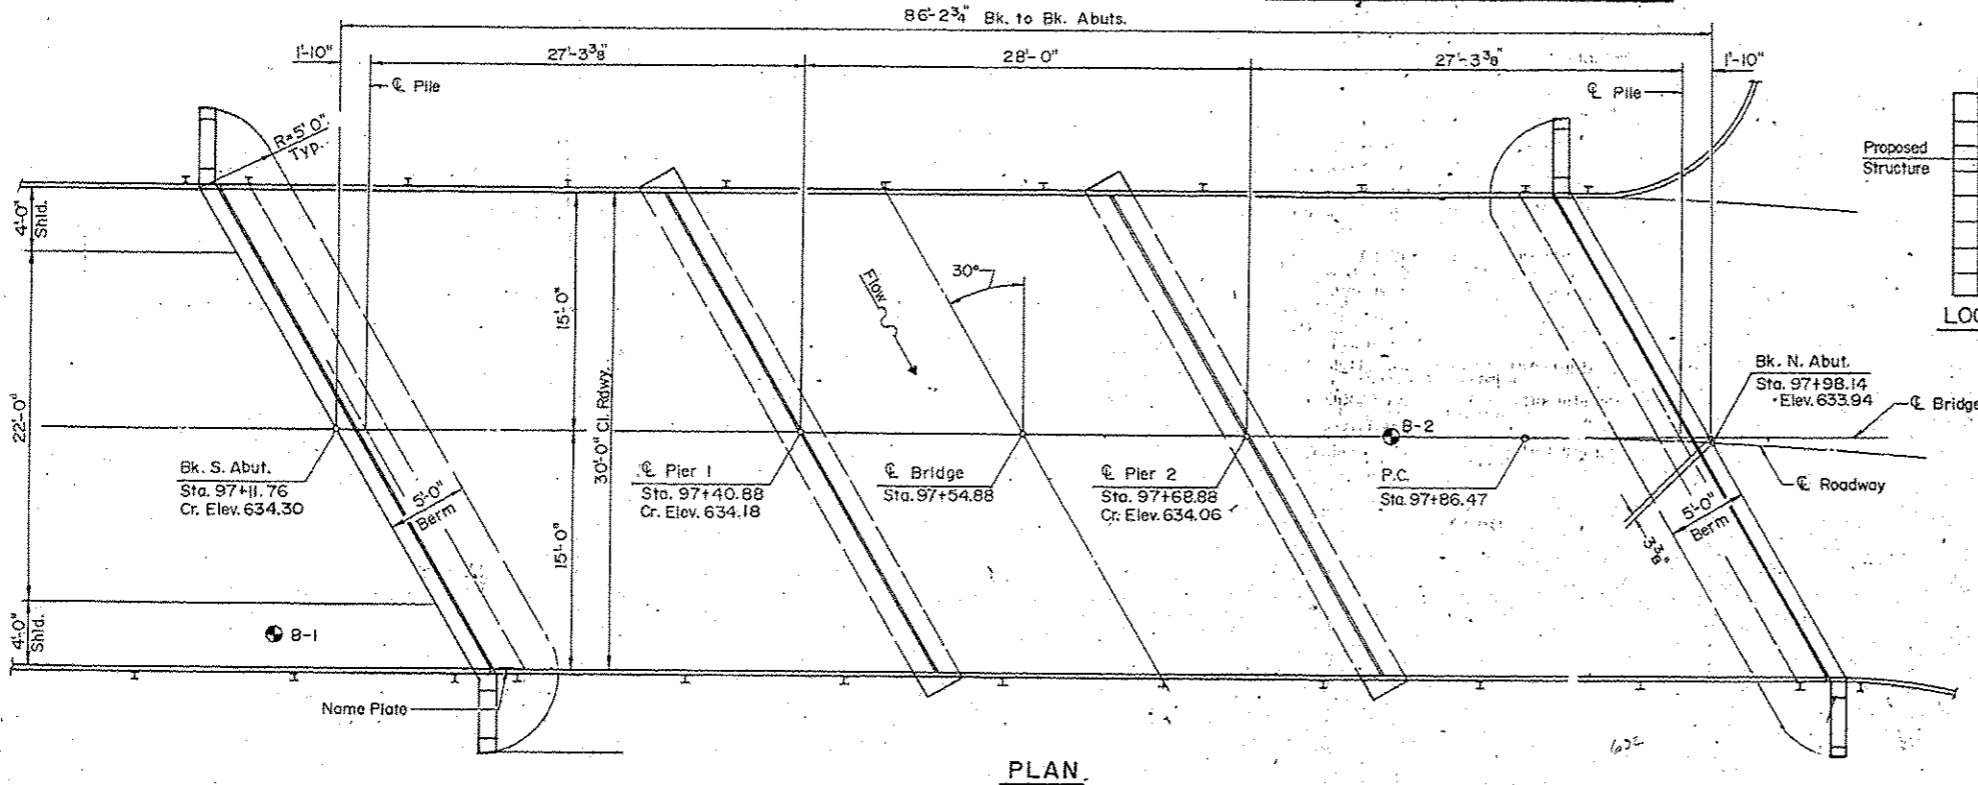 86'-2¾" Bk. to Bk. Abuts.
1'-10"
27'-3⅜"
28'-0"
27'-3⅜"
1'-10"
℄ Pile
℄ Pile
R=5'0"
Typ.
Proposed
Structure
4'-0"
Shld.
15'-0"
30'-0" Cl. Rdwy.
Flow
30°
LOC
22'-0"
Bk. N. Abut.
Sta. 97+98.14
Elev. 633.94
℄ Bridge
B-2
Bk. S. Abut.
Sta. 97+11.76
Cr. Elev. 634.30
5'-0"
Berm
℄ Pier 1
Sta. 97+40.88
Cr. Elev. 634.18
℄ Bridge
Sta. 97+54.88
℄ Pier 2
Sta. 97+68.88
Cr. Elev. 634.06
P.C.
Sta. 97+86.47
℄ Roadway
5'-0"
Berm
3⅜"
15'-0"
4'-0"
Shld.
B-1
Name Plate
PLAN